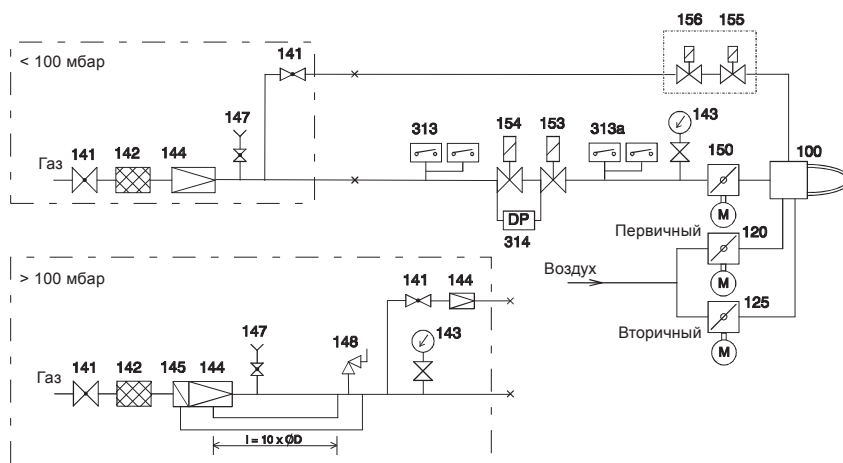 < 100 мбар
141
156 155
147
143
313
154 153
313a
Газ
141 142 144
150
100
DP
314
M
Первичный
120
M
Воздух
125
Вторичный
M
> 100 мбар
141 144
147
148
143
Газ
141 142 145 144
l = 10 x ØD